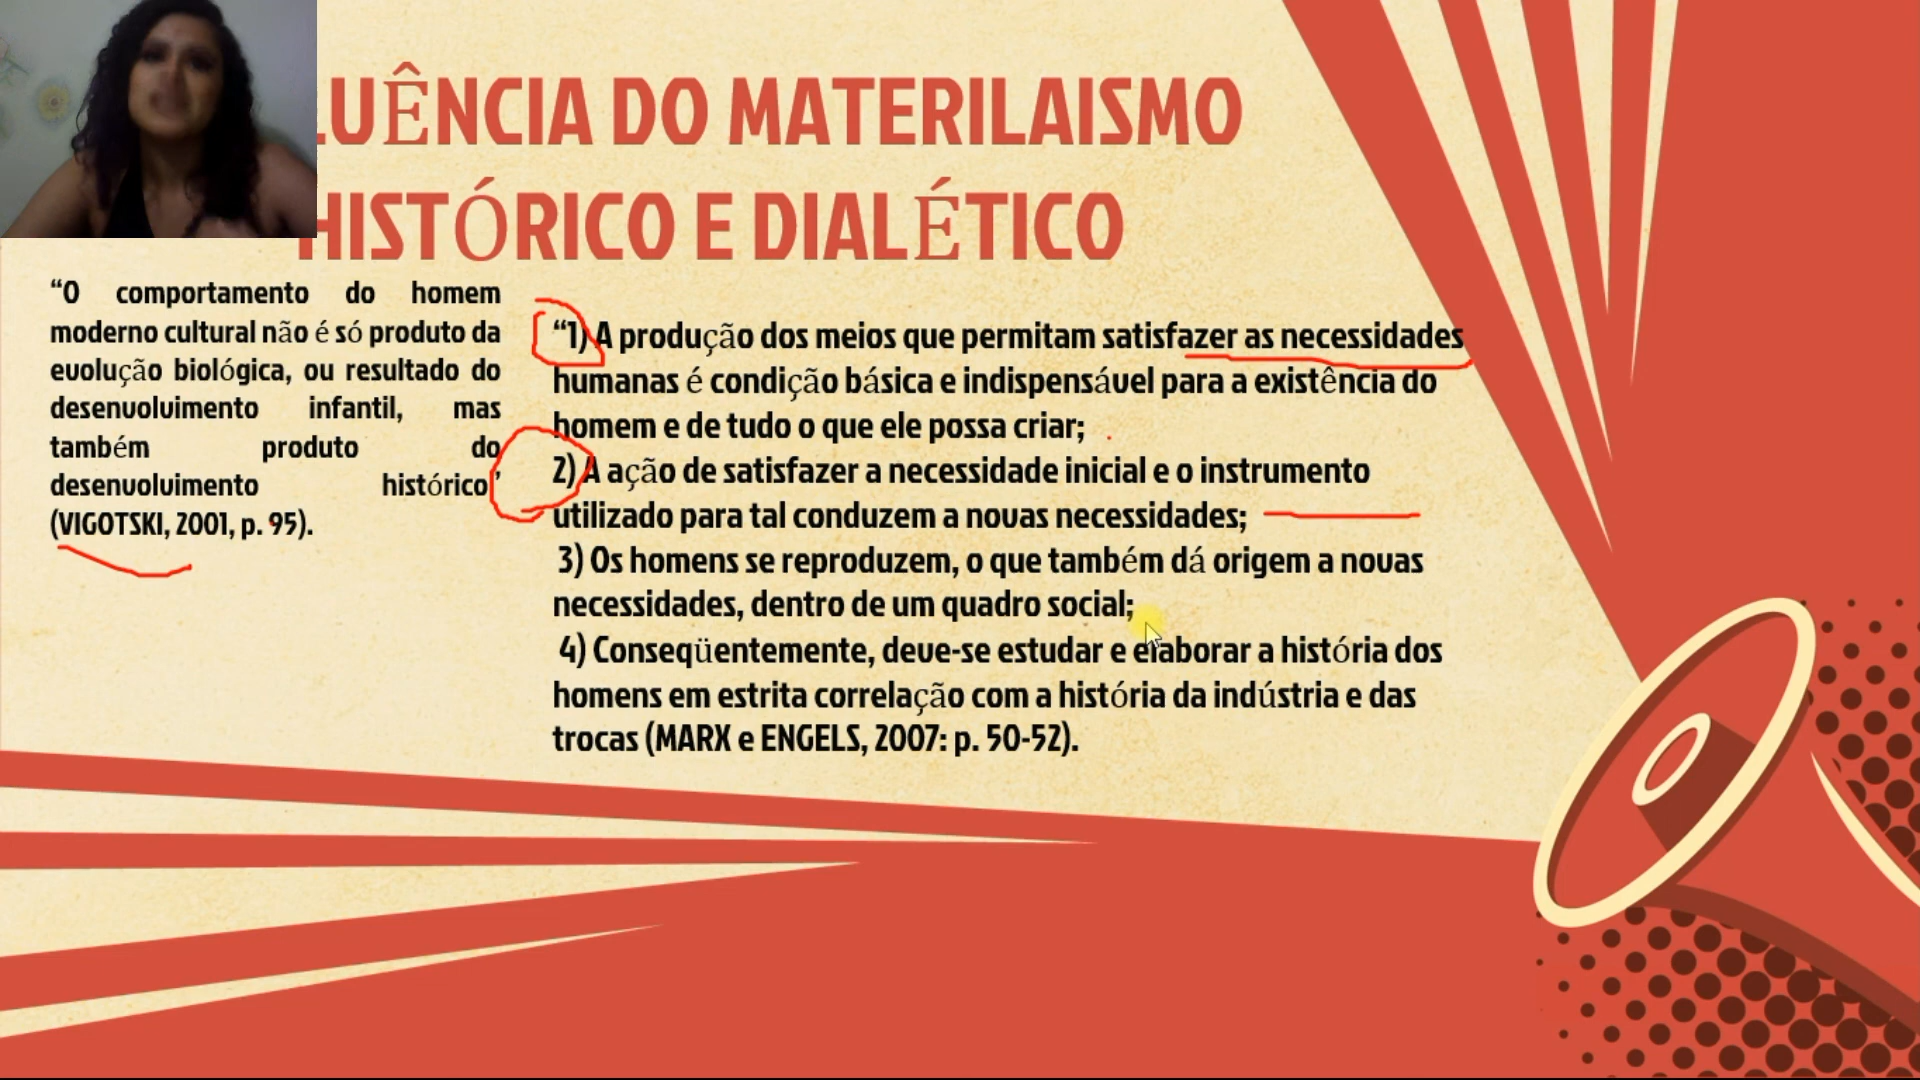 LUÊNCIA DO MATERILAISMO
HISTÓRICO E DIALÉTICO
“O comportamento do homem
moderno cultural não é só produto da
evolução biológica, ou resultado do
desenvolvimento infantil, mas
também produto do
desenvolvimento histórico”
(VIGOTSKI, 2001, p. 95).
“1) A produção dos meios que permitam satisfazer as necessidades
humanas é condição básica e indispensável para a existência do
homem e de tudo o que ele possa criar;
2) A ação de satisfazer a necessidade inicial e o instrumento
utilizado para tal conduzem a novas necessidades;
3) Os homens se reproduzem, o que também dá origem a novas
necessidades, dentro de um quadro social;
4) Conseqüentemente, deve-se estudar e elaborar a história dos
homens em estrita correlação com a história da indústria e das
trocas (MARX e ENGELS, 2007: p. 50-52).